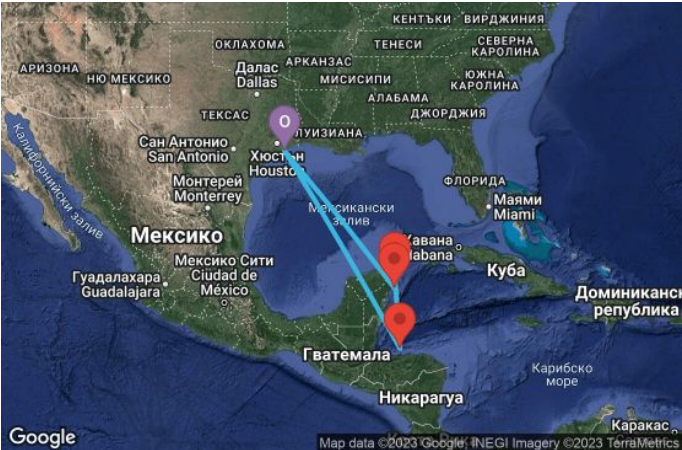 КЕНТЪКИ
ВИРДЖИНИЯ
ОКЛАХОМА
ТЕНЕСИ
СЕВЕРНА
КАРОЛИНА
АРИЗОНА
НЮ МЕКСИКО
Далас
Dallas
АРКАНЗАС
МИСИСИПИ
ЮЖНА
КАРОЛИНА
АЛАБАМА
ДЖОРДЖИЯ
ТЕКСАС
O
ЛУИЗИАНА
Сан Антонио
San Antonio
Хюстън
Houston
Калифорнийски залив
Монтерей
Monterrey
ФЛОРИДА
Маями
Miami
Мексикански
залив
Мексико
Хавана
Habana
Куба
Мексико Сити
Ciudad de
México
Гуадалахара
Guadalajara
Доминиканск
република
Гватемала
Карибско
море
Никарагуа
Каракас
Google
Map data ©2023 Google, INEGI Imagery ©2023 TerraMetrics